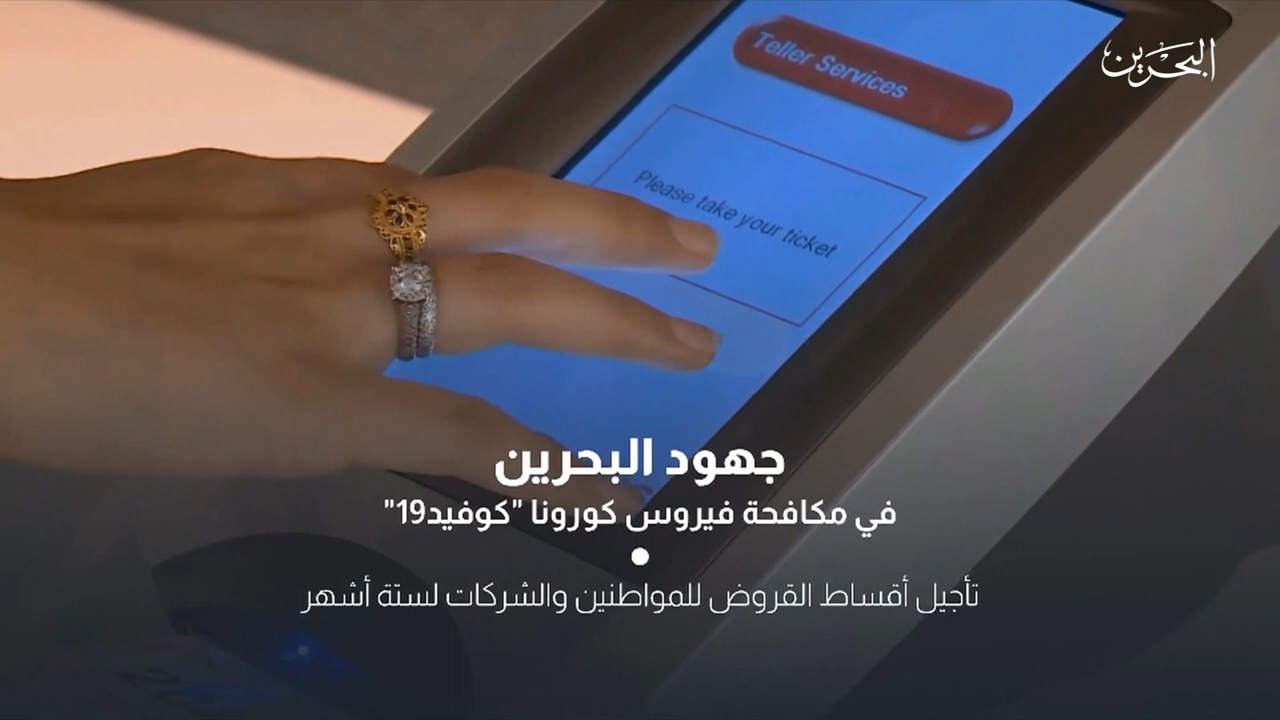 البحرين
Teller Services
Please take your ticket
جهود البحرين
في مكافحة فيروس كورونا "كوفيد19"
تأجيل أقساط القروض للمواطنين والشركات لستة أشهر